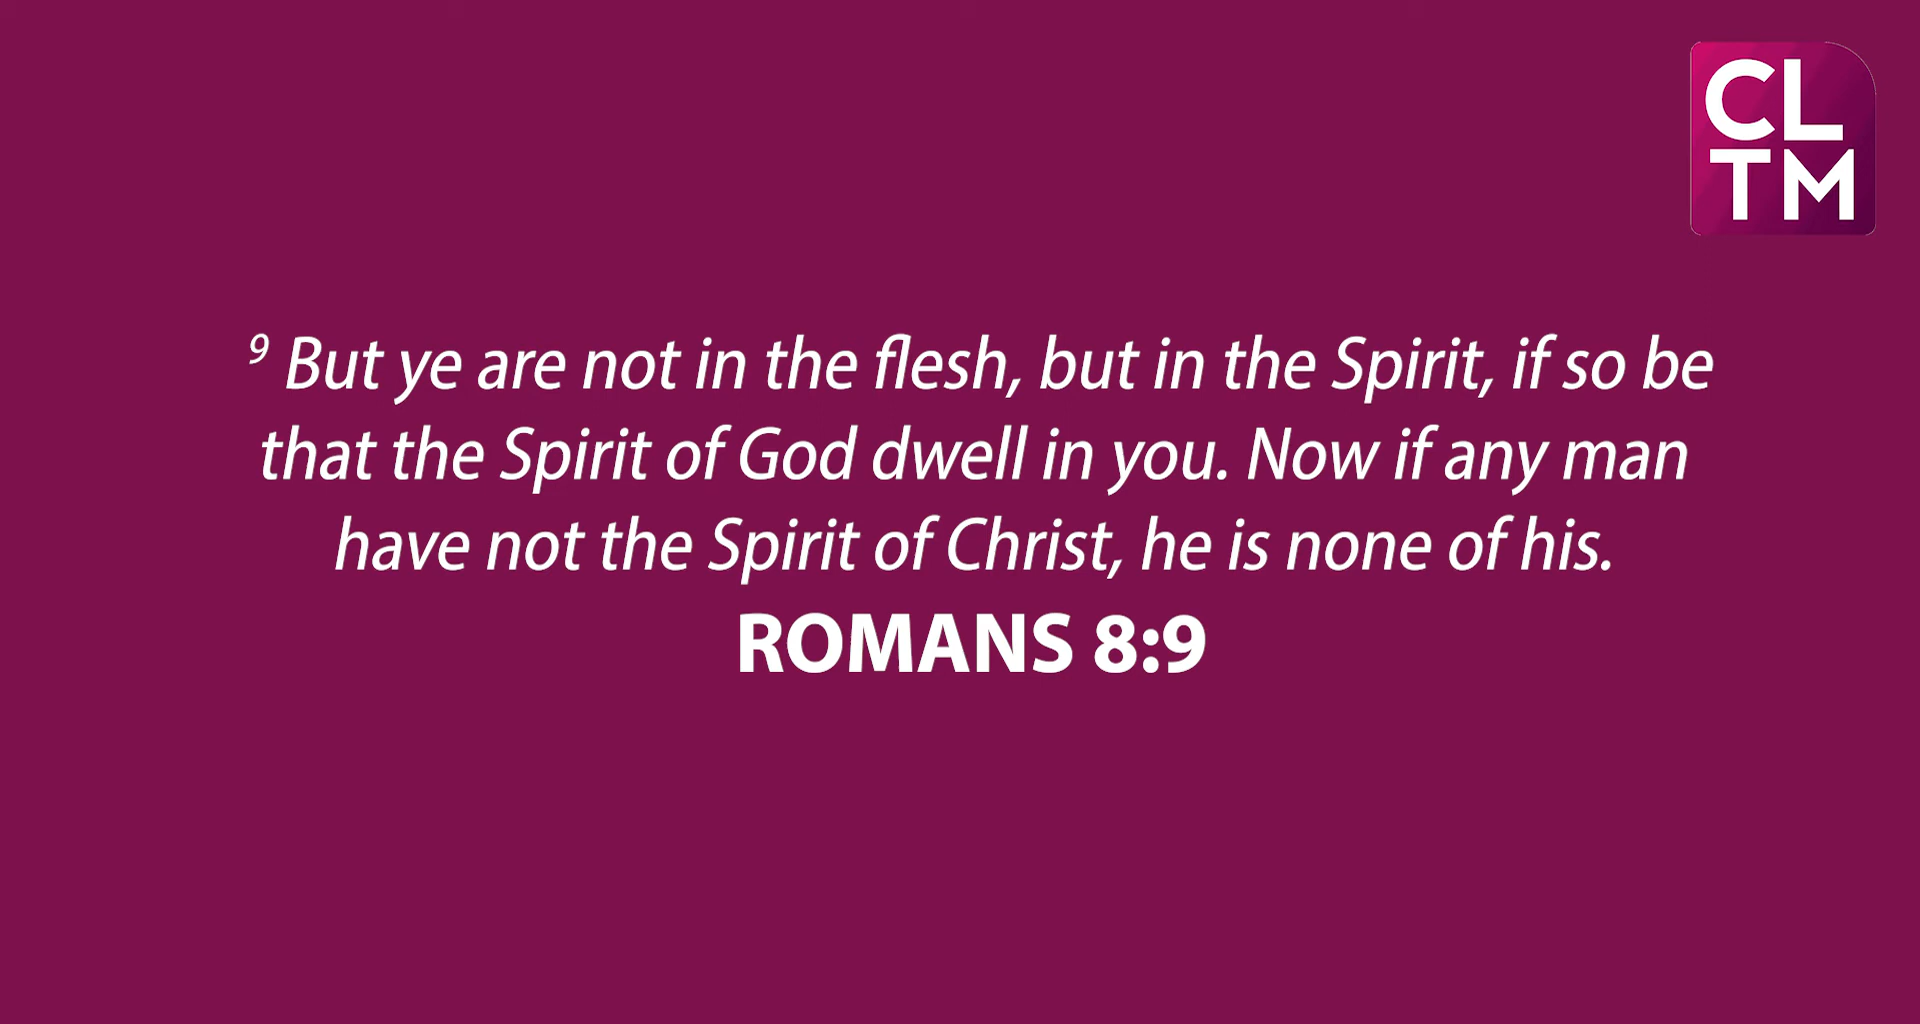 CL
TM
⁹ But ye are not in the flesh, but in the Spirit, if so be
that the Spirit of God dwell in you. Now if any man
have not the Spirit of Christ, he is none of his.
ROMANS 8:9